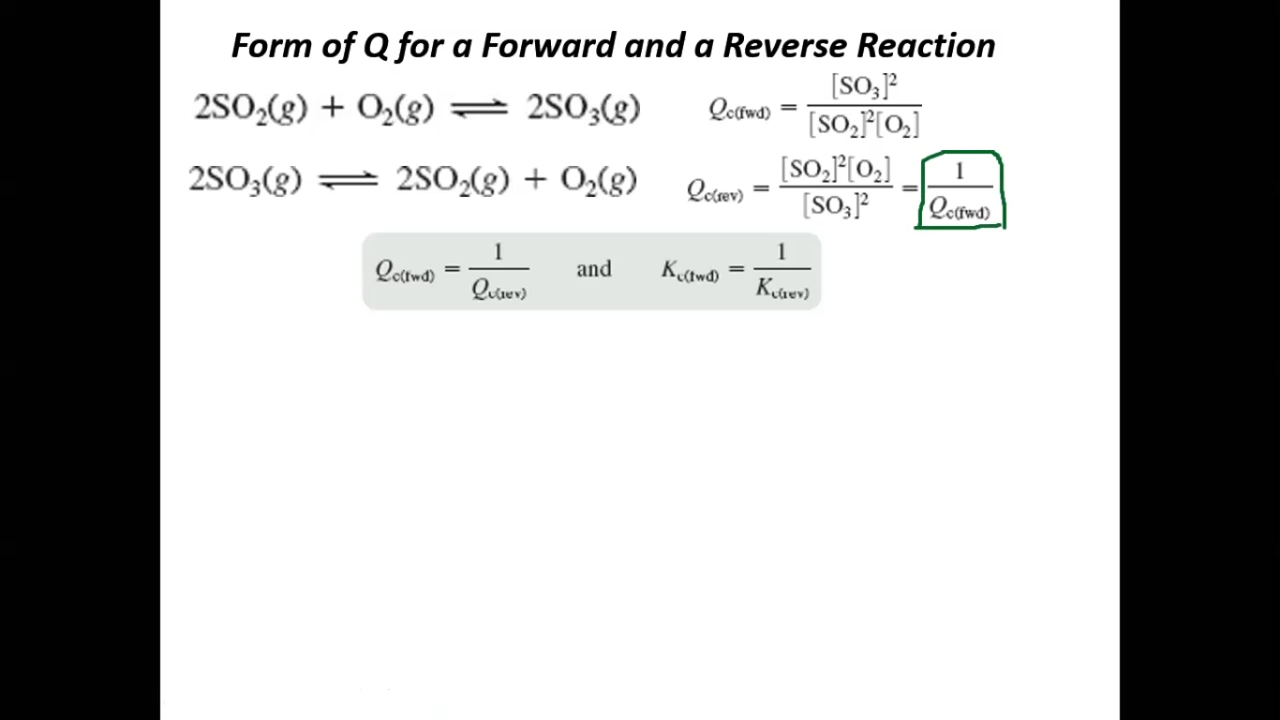 Form of Q for a Forward and a Reverse Reaction
2SO₂(g) + O₂(g) ⇌ 2SO₃(g) Qc(fwd) = [SO₃]² / [SO₂]²[O₂]
2SO₃(g) ⇌ 2SO₂(g) + O₂(g) Qc(rev) = [SO₂]²[O₂] / [SO₃]² = 1 / Qc(fwd)
Qc(fwd) = 1 / Qc(rev) and Kc(fwd) = 1 / Kc(rev)